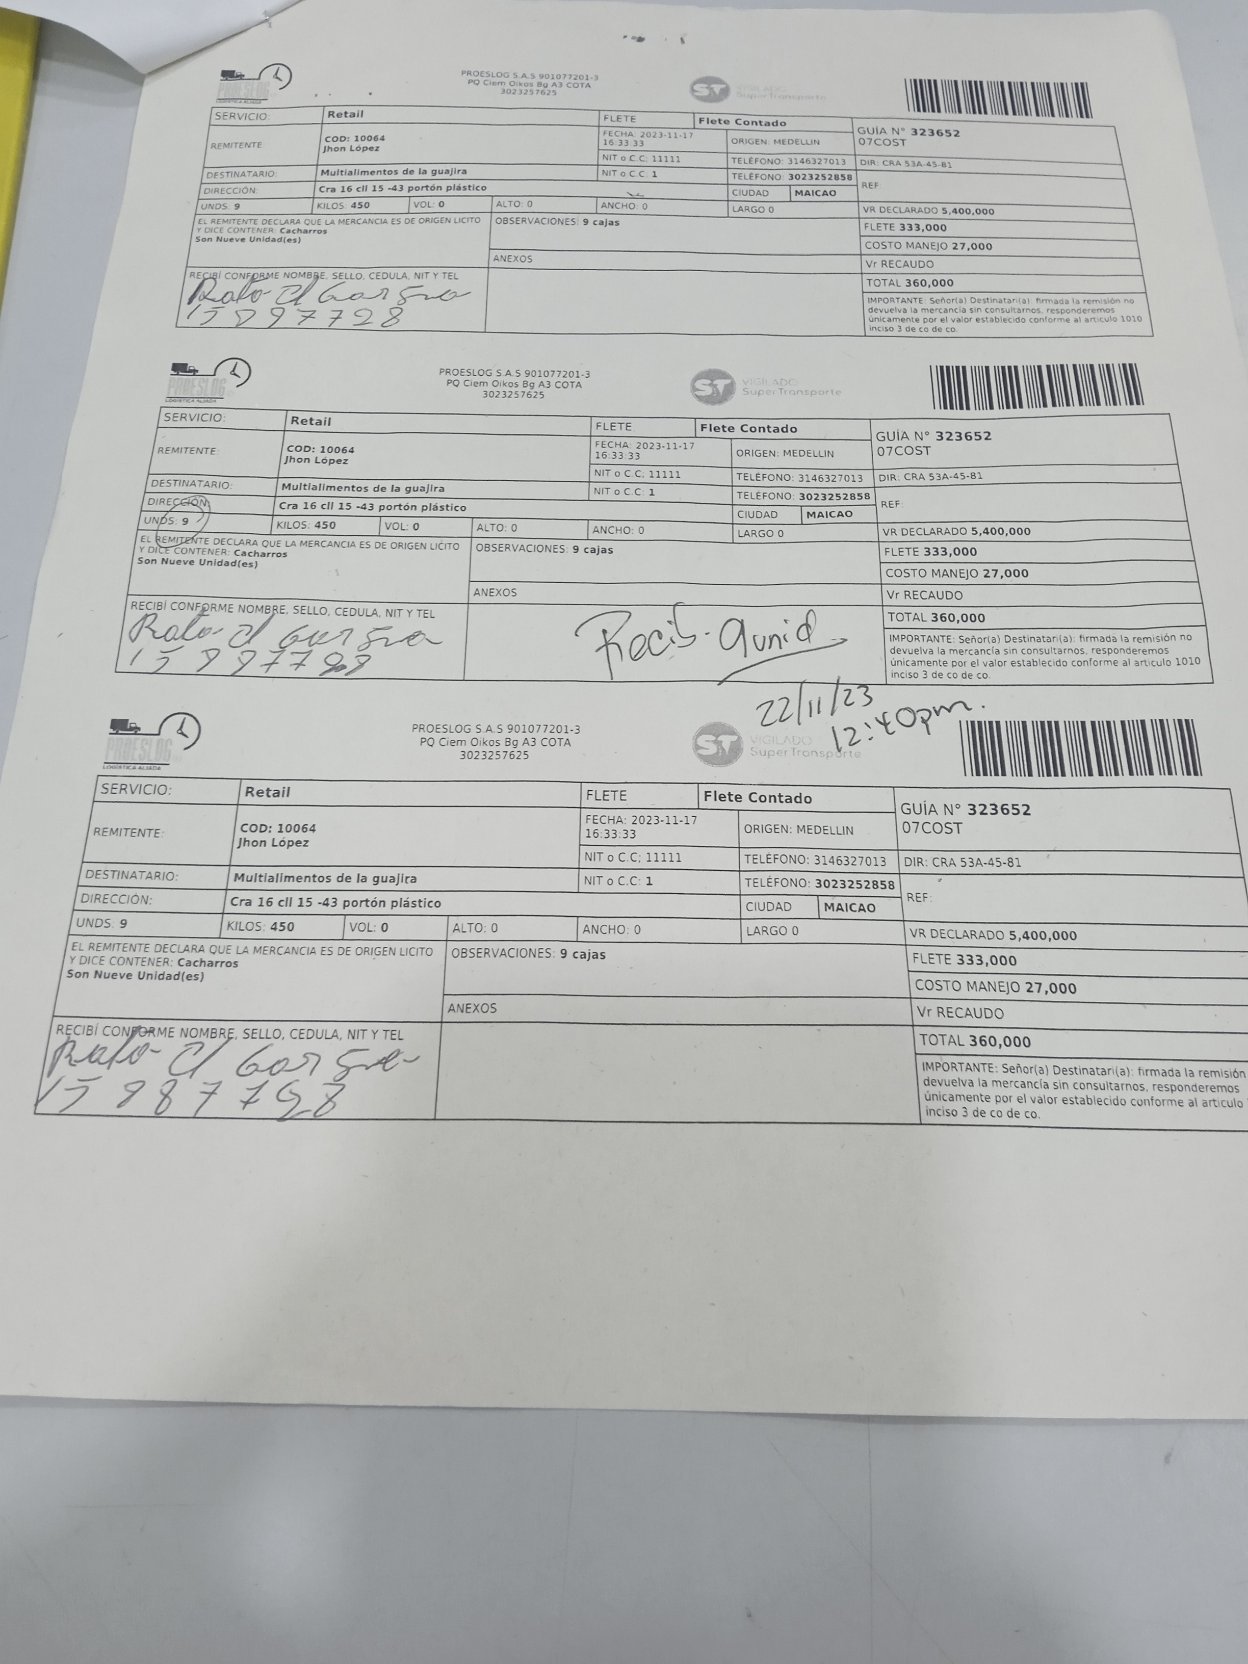 PROESLOG
LOGISTICA ALIADA
PROESLOG S.A.S 901077201-3
PQ Ciem Oikos Bg A3 COTA
3023257625
ST VIGILADO
SuperTransporte
SERVICIO: Retail FLETE Flete Contado
REMITENTE COD: 10064
Jhon López
FECHA: 2023-11-17
16:33:33
ORIGEN: MEDELLIN
GUÍA N° 323652
07COST
NIT o C.C; 11111 TELÉFONO: 3146327013 DIR: CRA 53A-45-81
DESTINATARIO: Multialimentos de la guajira NIT o C.C: 1 TELÉFONO: 3023252858 REF:
DIRECCIÓN: Cra 16 cll 15 -43 portón plástico CIUDAD MAICAO
UNDS: 9 KILOS: 450 VOL: 0 ALTO: 0 ANCHO: 0 LARGO 0 VR DECLARADO 5,400,000
EL REMITENTE DECLARA QUE LA MERCANCIA ES DE ORIGEN LICITO
Y DICE CONTENER: Cacharros
Son Nueve Unidad(es)
OBSERVACIONES: 9 cajas
FLETE 333,000
COSTO MANEJO 27,000
ANEXOS
Vr RECAUDO
RECIBÍ CONFORME NOMBRE, SELLO, CEDULA, NIT Y TEL
TOTAL 360,000
IMPORTANTE: Señor(a) Destinatari(a): firmada la remisión no
devuelva la mercancía sin consultarnos, responderemos
únicamente por el valor establecido conforme al articulo 1010
inciso 3 de co de co.
PROESLOG
LOGISTICA ALIADA
PROESLOG S.A.S 901077201-3
PQ Ciem Oikos Bg A3 COTA
3023257625
ST VIGILADO
SuperTransporte
SERVICIO: Retail FLETE Flete Contado
REMITENTE: COD: 10064
Jhon López
FECHA: 2023-11-17
16:33:33
ORIGEN: MEDELLIN
GUÍA N° 323652
07COST
NIT o C.C; 11111 TELÉFONO: 3146327013 DIR: CRA 53A-45-81
DESTINATARIO: Multialimentos de la guajira NIT o C.C: 1 TELÉFONO: 3023252858 REF:
DIRECCIÓN: Cra 16 cll 15 -43 portón plástico CIUDAD MAICAO
UNDS: 9 KILOS: 450 VOL: 0 ALTO: 0 ANCHO: 0 LARGO 0 VR DECLARADO 5,400,000
EL REMITENTE DECLARA QUE LA MERCANCIA ES DE ORIGEN LICITO
Y DICE CONTENER: Cacharros
Son Nueve Unidad(es)
OBSERVACIONES: 9 cajas
FLETE 333,000
COSTO MANEJO 27,000
ANEXOS
Vr RECAUDO
RECIBÍ CONFORME NOMBRE, SELLO, CEDULA, NIT Y TEL
9unid
TOTAL 360,000
IMPORTANTE: Señor(a) Destinatari(a): firmada la remisión no
devuelva la mercancía sin consultarnos, responderemos
únicamente por el valor establecido conforme al articulo 1010
inciso 3 de co de co.
22/11/23
12:40pm.
PROESLOG
LOGISTICA ALIADA
PROESLOG S.A.S 901077201-3
PQ Ciem Oikos Bg A3 COTA
3023257625
ST VIGILADO
SuperTransporte
SERVICIO: Retail FLETE Flete Contado
REMITENTE: COD: 10064
Jhon López
FECHA: 2023-11-17
16:33:33
ORIGEN: MEDELLIN
GUÍA N° 323652
07COST
NIT o C.C; 11111 TELÉFONO: 3146327013 DIR: CRA 53A-45-81
DESTINATARIO: Multialimentos de la guajira NIT o C.C: 1 TELÉFONO: 3023252858 REF:
DIRECCIÓN: Cra 16 cll 15 -43 portón plástico CIUDAD MAICAO
UNDS: 9 KILOS: 450 VOL: 0 ALTO: 0 ANCHO: 0 LARGO 0 VR DECLARADO 5,400,000
EL REMITENTE DECLARA QUE LA MERCANCIA ES DE ORIGEN LICITO
Y DICE CONTENER: Cacharros
Son Nueve Unidad(es)
OBSERVACIONES: 9 cajas
FLETE 333,000
COSTO MANEJO 27,000
ANEXOS
Vr RECAUDO
RECIBÍ CONFORME NOMBRE, SELLO, CEDULA, NIT Y TEL
TOTAL 360,000
IMPORTANTE: Señor(a) Destinatari(a): firmada la remisión
devuelva la mercancía sin consultarnos, responderemos
únicamente por el valor establecido conforme al articulo
inciso 3 de co de co.